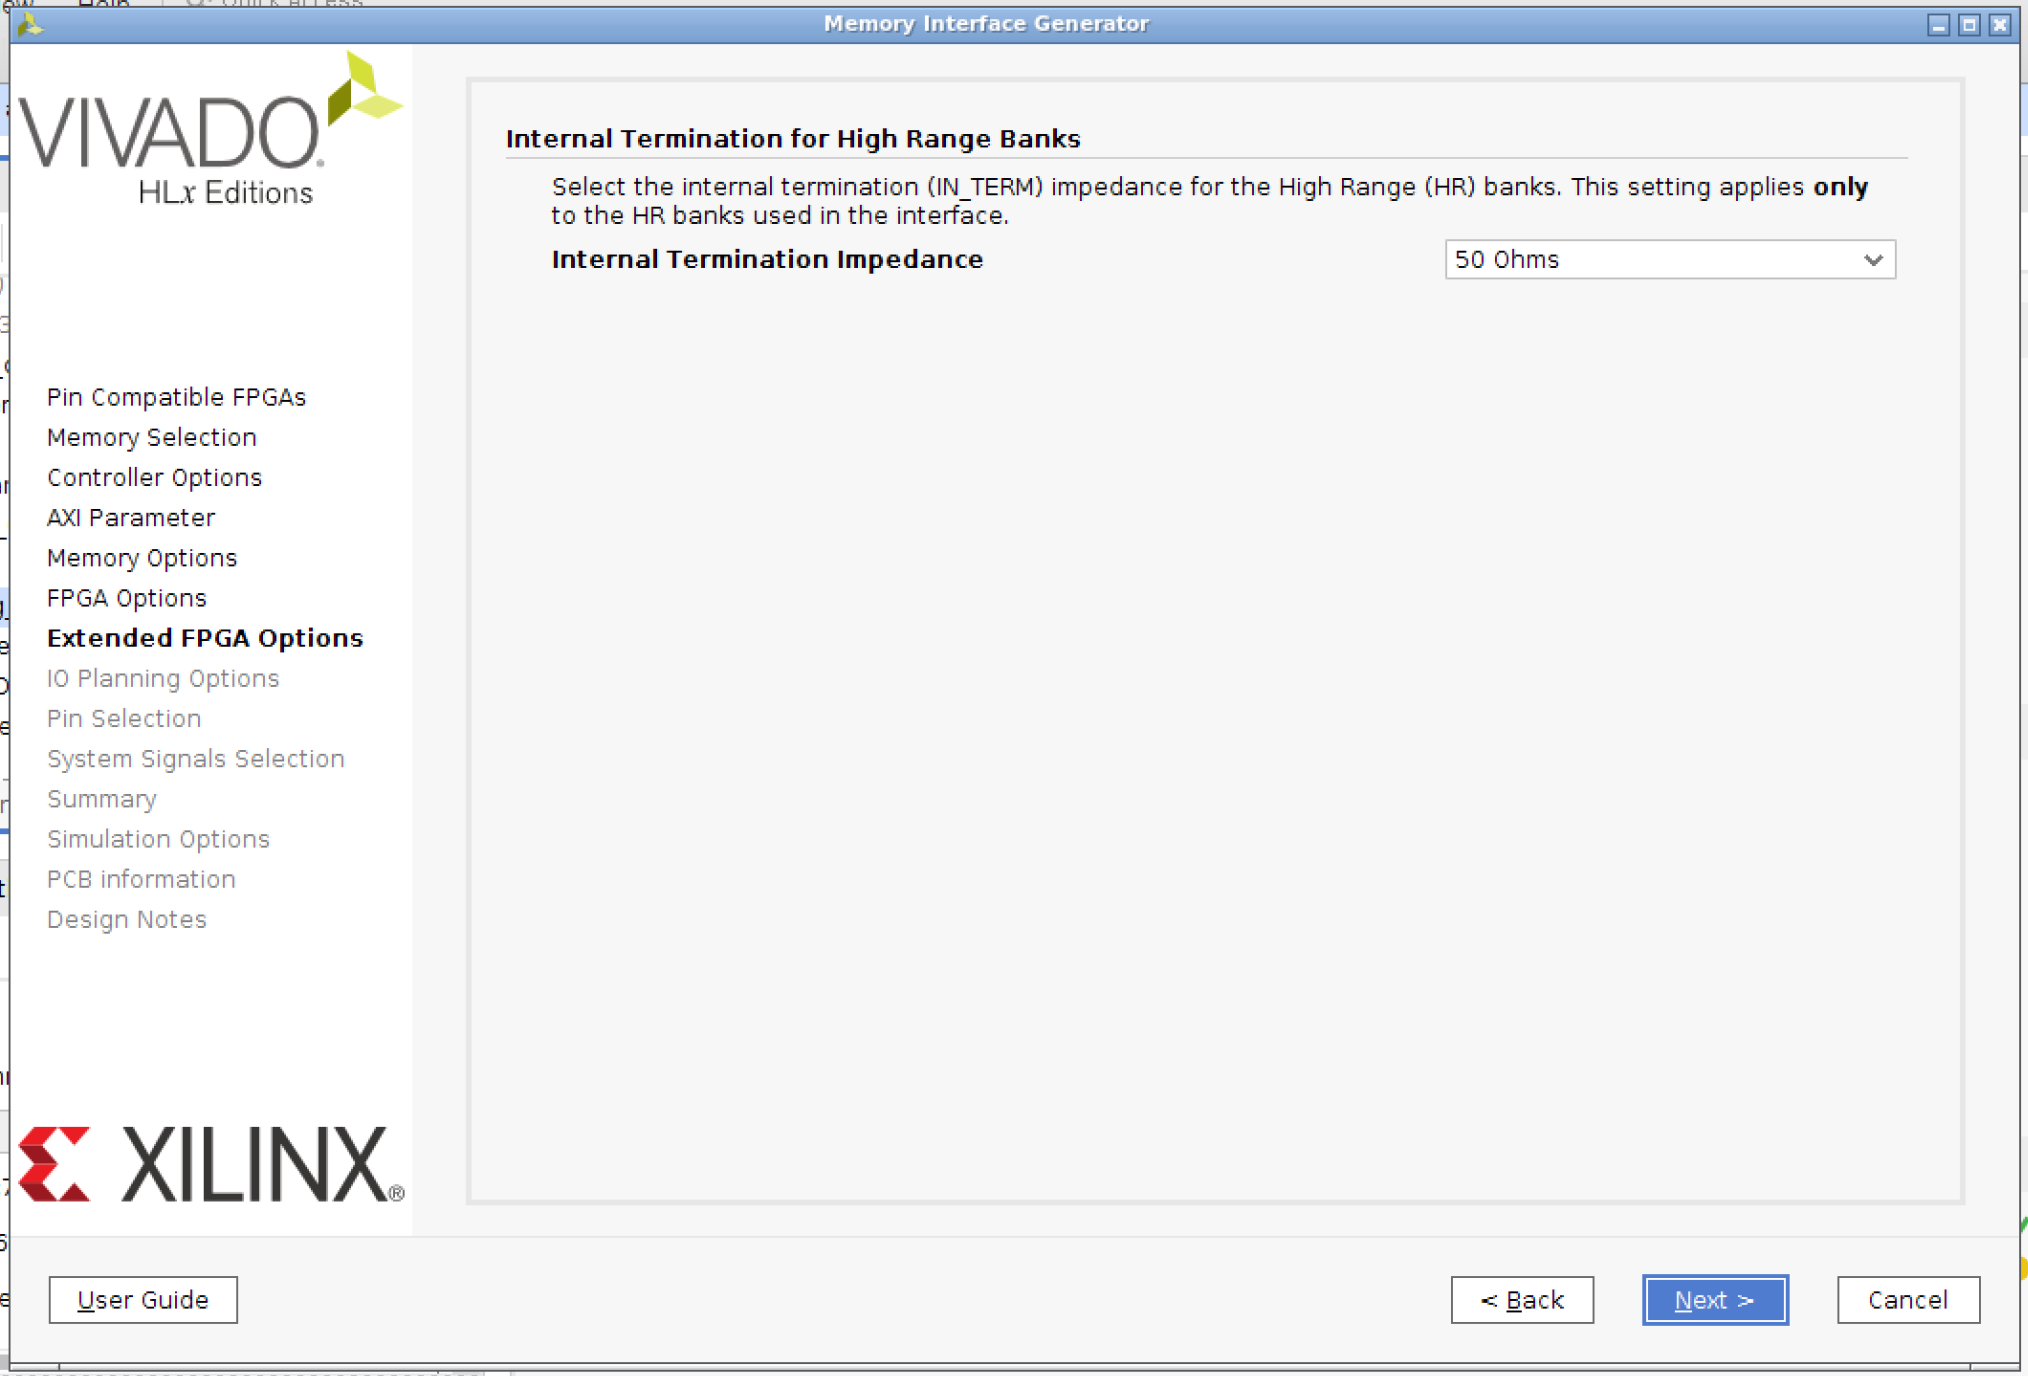 Memory Interface Generator
VIVADO
HLx Editions
Internal Termination for High Range Banks
Select the internal termination (IN_TERM) impedance for the High Range (HR) banks. This setting applies only
to the HR banks used in the interface.
Internal Termination Impedance
50 Ohms
Pin Compatible FPGAs
Memory Selection
Controller Options
AXI Parameter
Memory Options
FPGA Options
Extended FPGA Options
IO Planning Options
Pin Selection
System Signals Selection
Summary
Simulation Options
PCB information
Design Notes
XILINX®
User Guide
< Back
Next >
Cancel